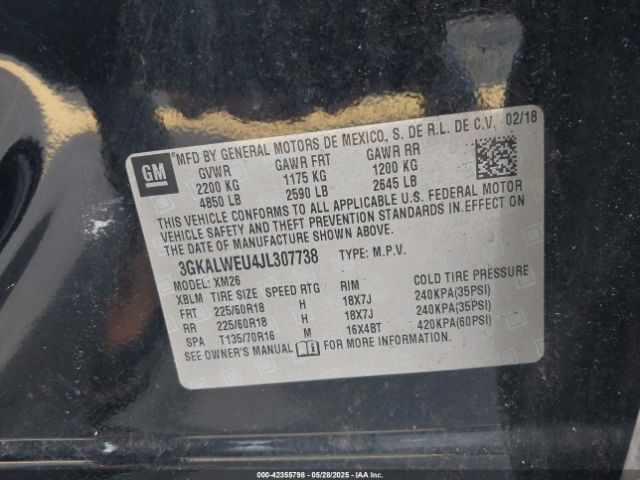 GM
*MFD BY GENERAL MOTORS DE MEXICO, S. DE R.L. DE C.V. 02/18
GVWR GAWR FRT GAWR RR
2200 KG 1175 KG 1200 KG
4850 LB 2590 LB 2645 LB
THIS VEHICLE CONFORMS TO ALL APPLICABLE U.S. FEDERAL MOTOR
VEHICLE SAFETY AND THEFT PREVENTION STANDARDS IN EFFECT ON
THE DATE OF MANUFACTURE SHOWN ABOVE.
3GKALWEU4JL307738 TYPE: M.P.V.
MODEL: XM26
XBLM TIRE SIZE SPEED RTG RIM COLD TIRE PRESSURE
FRT 225/60R18 H 18X7J 240KPA(35PSI)
RR 225/60R18 H 18X7J 240KPA(35PSI)
SPA T135/70R16 M 16X4BT 420KPA(60PSI)
SEE OWNER'S MANUAL FOR MORE INFORMATION.
000-42355798 05/28/2025 IAAI.COM